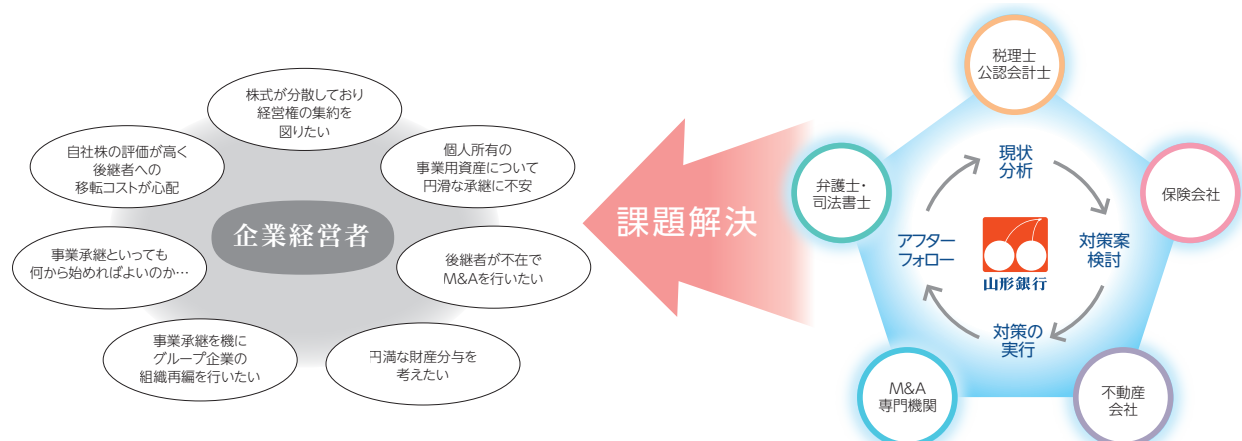 株式が分散しており
経営権の集約を
図りたい
自社株の評価が高く
後継者への
移転コストが心配
個人所有の
事業用資産について
円滑な承継に不安
企業経営者
事業承継といっても
何から始めればよいのか…
後継者が不在で
M&Aを行いたい
事業承継を機に
グループ企業の
組織再編を行いたい
円満な財産分与を
考えたい
課題解決
税理士
公認会計士
弁護士・
司法書士
保険会社
現状
分析
アフター
フォロー
対策案
検討
山形銀行
対策の
実行
M&A
専門機関
不動産
会社